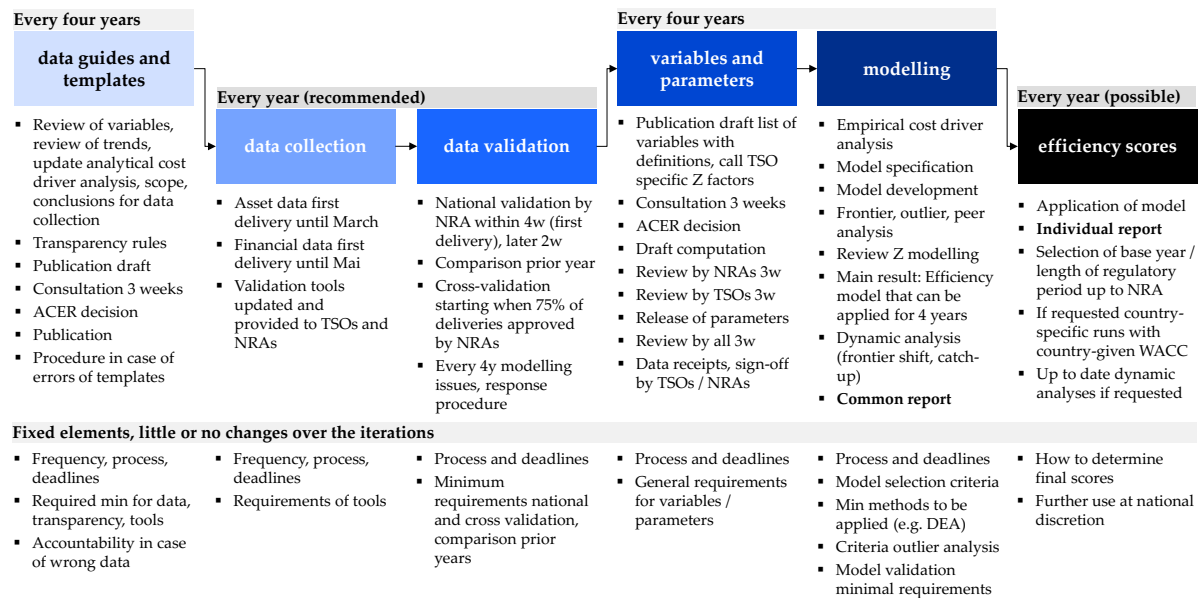 Every four years
data guides and
templates
▪ Review of variables,
review of trends,
update analytical cost
driver analysis, scope,
conclusions for data
collection
▪ Transparency rules
▪ Publication draft
▪ Consultation 3 weeks
▪ ACER decision
▪ Publication
▪ Procedure in case of
errors of templates
Every year (recommended)
data collection
▪ Asset data first
delivery until March
▪ Financial data first
delivery until Mai
▪ Validation tools
updated and
provided to TSOs and
NRAs
data validation
▪ National validation by
NRA within 4w (first
delivery), later 2w
▪ Comparison prior year
▪ Cross-validation
starting when 75% of
deliveries approved
by NRAs
▪ Every 4y modelling
issues, response
procedure
Every four years
variables and
parameters
▪ Publication draft list of
variables with
definitions, call TSO
specific Z factors
▪ Consultation 3 weeks
▪ ACER decision
▪ Draft computation
▪ Review by NRAs 3w
▪ Review by TSOs 3w
▪ Release of parameters
▪ Review by all 3w
▪ Data receipts, sign-off
by TSOs / NRAs
modelling
▪ Empirical cost driver
analysis
▪ Model specification
▪ Model development
▪ Frontier, outlier, peer
analysis
▪ Review Z modelling
▪ Main result: Efficiency
model that can be
applied for 4 years
▪ Dynamic analysis
(frontier shift, catch-
up)
▪ Common report
Every year (possible)
efficiency scores
▪ Application of model
▪ Individual report
▪ Selection of base year /
length of regulatory
period up to NRA
▪ If requested country-
specific runs with
country-given WACC
▪ Up to date dynamic
analyses if requested
Fixed elements, little or no changes over the iterations
▪ Frequency, process,
deadlines
▪ Required min for data,
transparency, tools
▪ Accountability in case
of wrong data
▪ Frequency, process,
deadlines
▪ Requirements of tools
▪ Process and deadlines
▪ Minimum
requirements national
and cross validation,
comparison prior
years
▪ Process and deadlines
▪ General requirements
for variables /
parameters
▪ Process and deadlines
▪ Model selection criteria
▪ Min methods to be
applied (e.g. DEA)
▪ Criteria outlier analysis
▪ Model validation
minimal requirements
▪ How to determine
final scores
▪ Further use at national
discretion